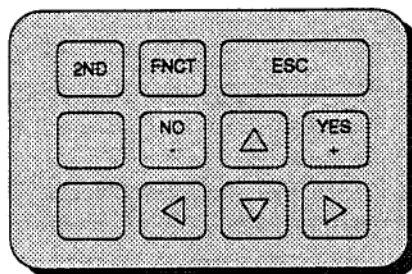 2ND FNCT ESC
NO YES
- +